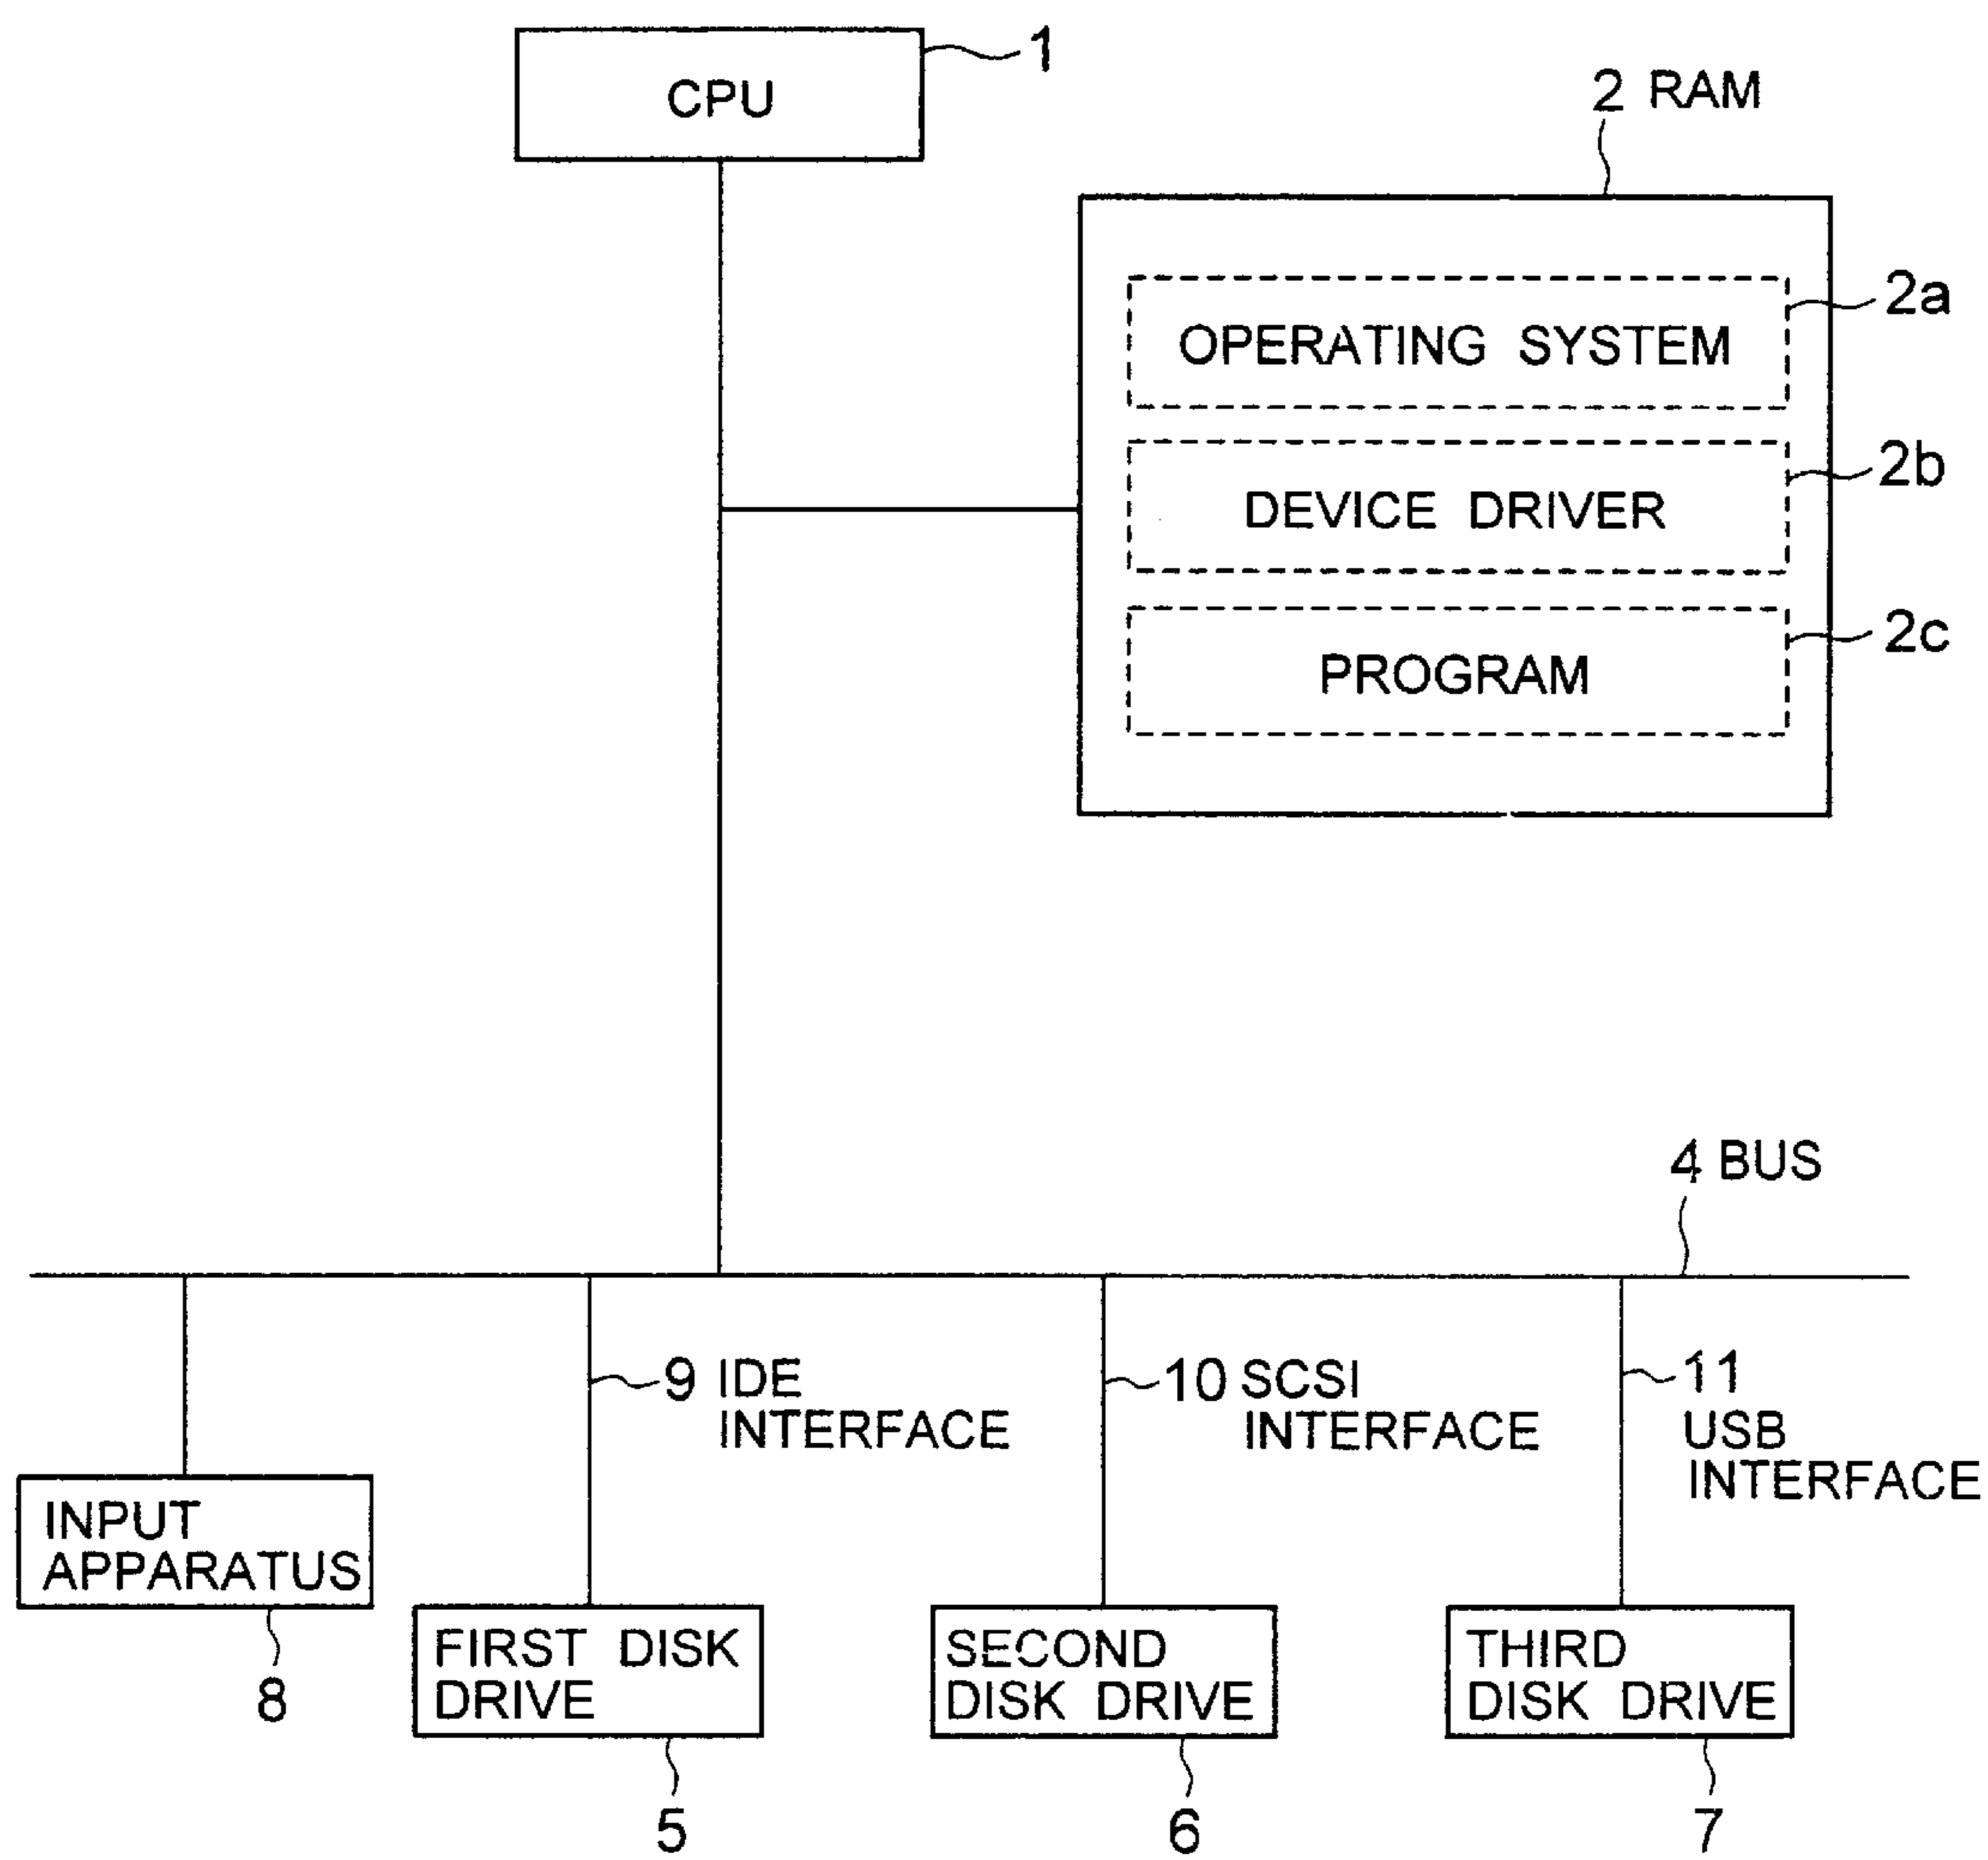 1
CPU
2 RAM
2a
OPERATING SYSTEM
2b
DEVICE DRIVER
2c
PROGRAM
4 BUS
9 IDE
INTERFACE
10 SCSI
INTERFACE
11
USB
INTERFACE
INPUT
APPARATUS
8
FIRST DISK
DRIVE
5
SECOND
DISK DRIVE
6
THIRD
DISK DRIVE
7